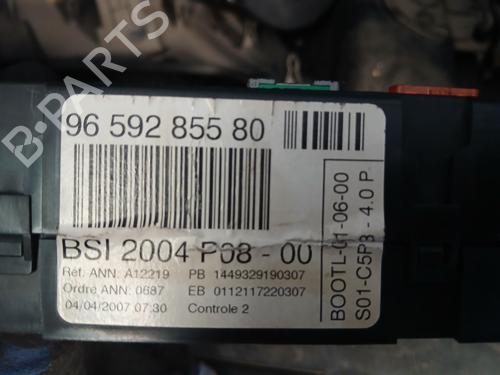 96 592 855 80
BSI 2004 P08 - 00
Réf. ANN: A12219 PB 1449329190307
Ordre ANN: 0687 EB 0112117220307
04/04/2007 07:30 Controle 2
BOOTL-01-06-00
S01-C5P3 - 4.0 P.
B-PARTS